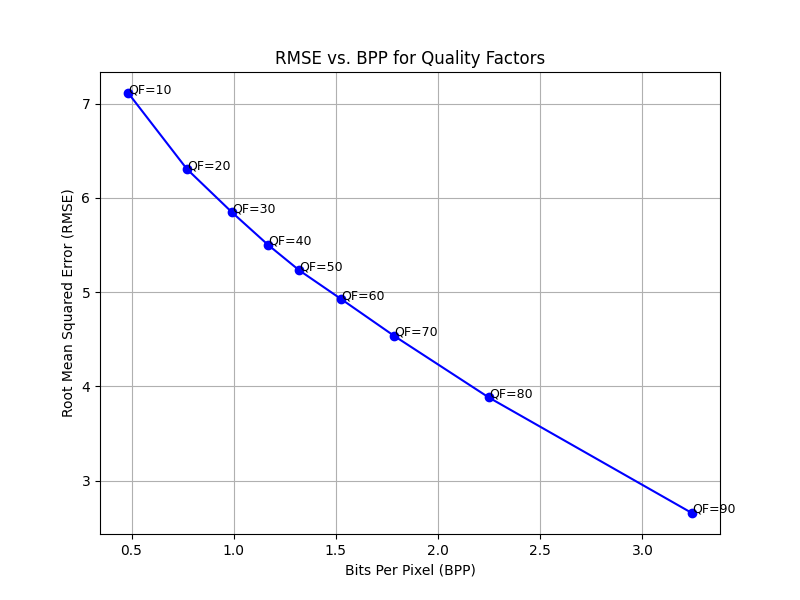 RMSE vs. BPP for Quality Factors
Root Mean Squared Error (RMSE)
7
6
5
4
3
QF=10
QF=20
QF=30
QF=40
QF=50
QF=60
QF=70
QF=80
QF=90
0.5 1.0 1.5 2.0 2.5 3.0
Bits Per Pixel (BPP)